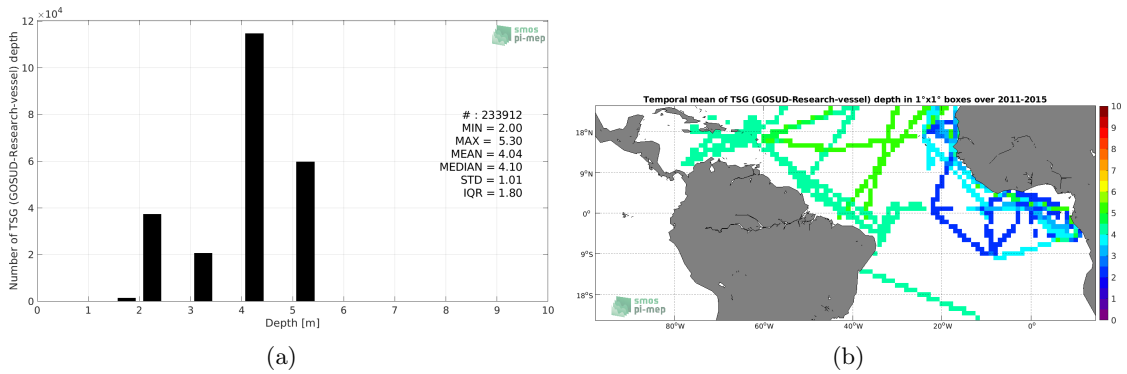 ×10⁴
12
10
8
6
4
2
0
Number of TSG (GOSUD-Research-vessel) depth
smos
pi-mep
# : 233912
MIN = 2.00
MAX = 5.30
MEAN = 4.04
MEDIAN = 4.10
STD = 1.01
IQR = 1.80
0 1 2 3 4 5 6 7 8 9 10
Depth [m]
(a)
Temporal mean of TSG (GOSUD-Research-vessel) depth in 1°x1° boxes over 2011-2015
18°N
9°N
0°
9°S
18°S
80°W 60°W 40°W 20°W 0°
smos
pi-mep
10
9
8
7
6
5
4
3
2
1
0
(b)